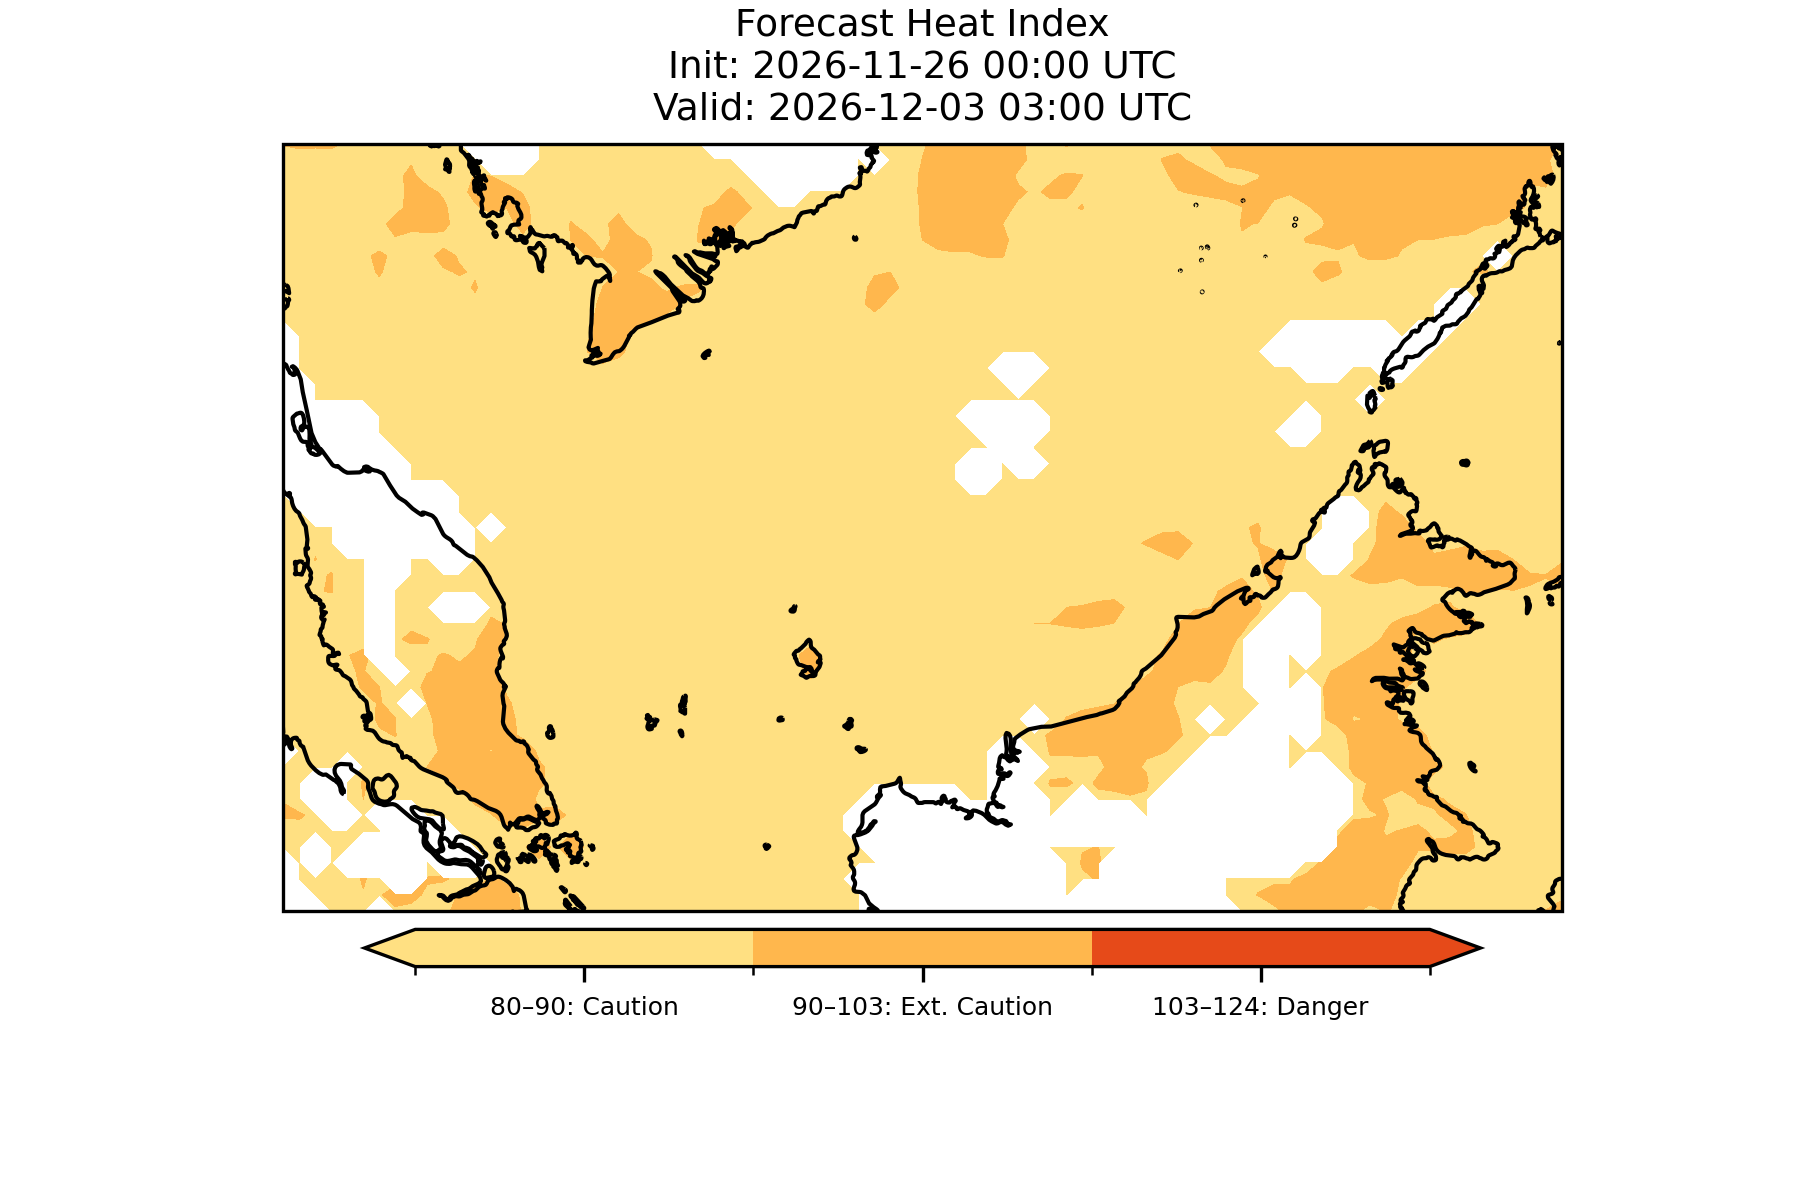 Forecast Heat Index
Init: 2026-11-26 00:00 UTC
Valid: 2026-12-03 03:00 UTC
80–90: Caution
90–103: Ext. Caution
103–124: Danger